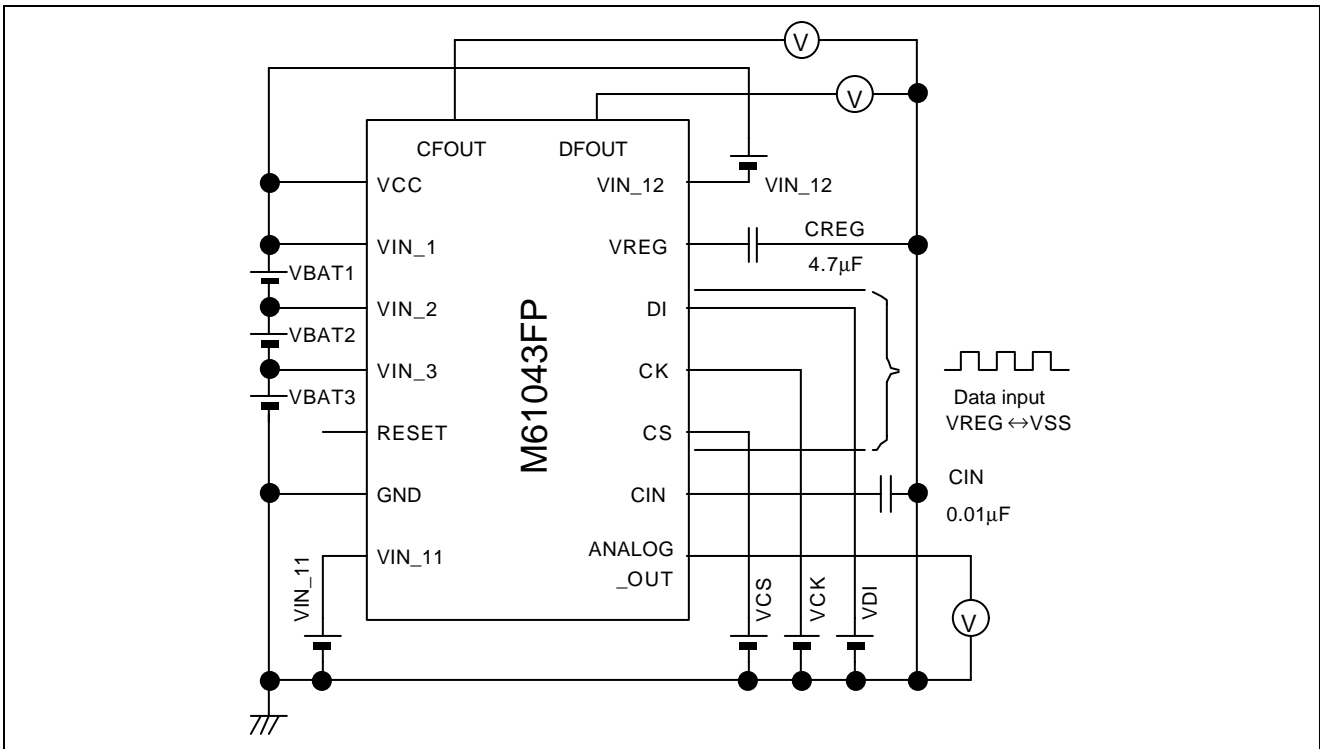 V
V
CFOUT DFOUT
VCC VIN_12 VIN_12
VIN_1 VREG CREG
4.7μF
VBAT1
VIN_2 DI
VBAT2
VIN_3 CK
VBAT3
M61043FP
Data input
VREG ↔VSS
RESET CS
GND CIN CIN
0.01μF
VIN_11 ANALOG
_OUT
VIN_11
VCS
VCK
VDI
V